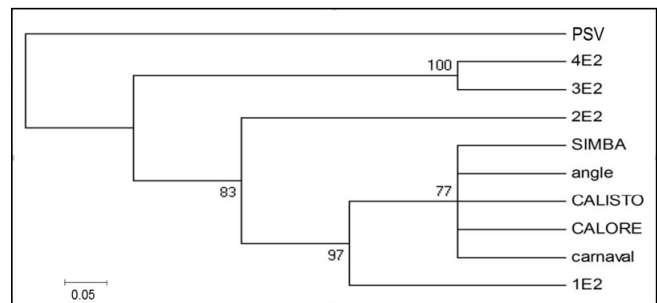 PSV
100
4E2
3E2
2E2
SIMBA
angle
83
77
CALISTO
CALORE
97
carnaval
1E2
0.05